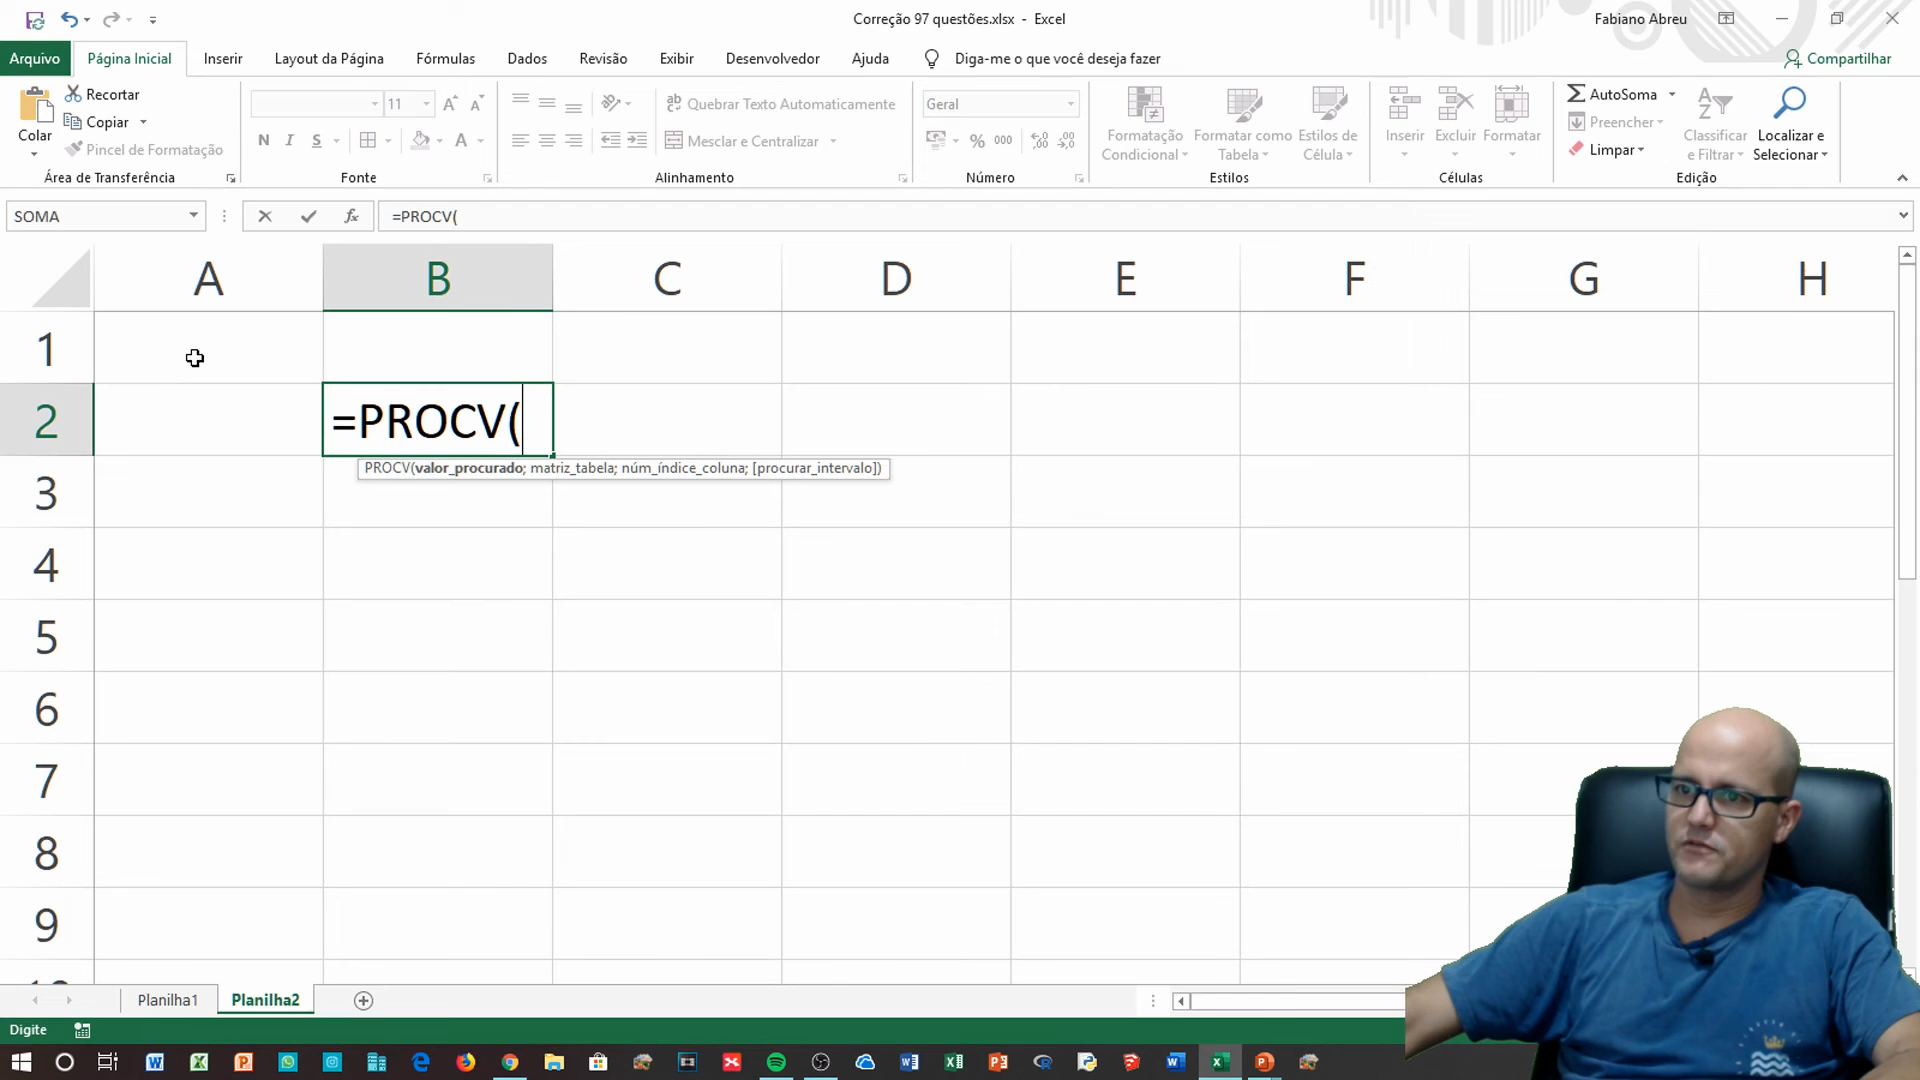 Correção 97 questões.xlsx - Excel
Fabiano Abreu
Arquivo Página Inicial Inserir Layout da Página Fórmulas Dados Revisão Exibir Desenvolvedor Ajuda Diga-me o que você deseja fazer Compartilhar
Colar
Recortar
Copiar
Pincel de Formatação
Área de Transferência
11
N I S
Fonte
Quebrar Texto Automaticamente
Mesclar e Centralizar
Alinhamento
Geral
% 000
Número
Formatação Condicional
Formatar como Tabela
Estilos de Célula
Estilos
Inserir
Excluir
Formatar
Células
AutoSoma
Preencher
Limpar
Classificar e Filtrar
Localizar e Selecionar
Edição
SOMA
fx
=PROCV(
A B C D E F G H
1
2 =PROCV(
PROCV(valor_procurado; matriz_tabela; núm_índice_coluna; [procurar_intervalo])
3
4
5
6
7
8
9
Planilha1 Planilha2
Digite